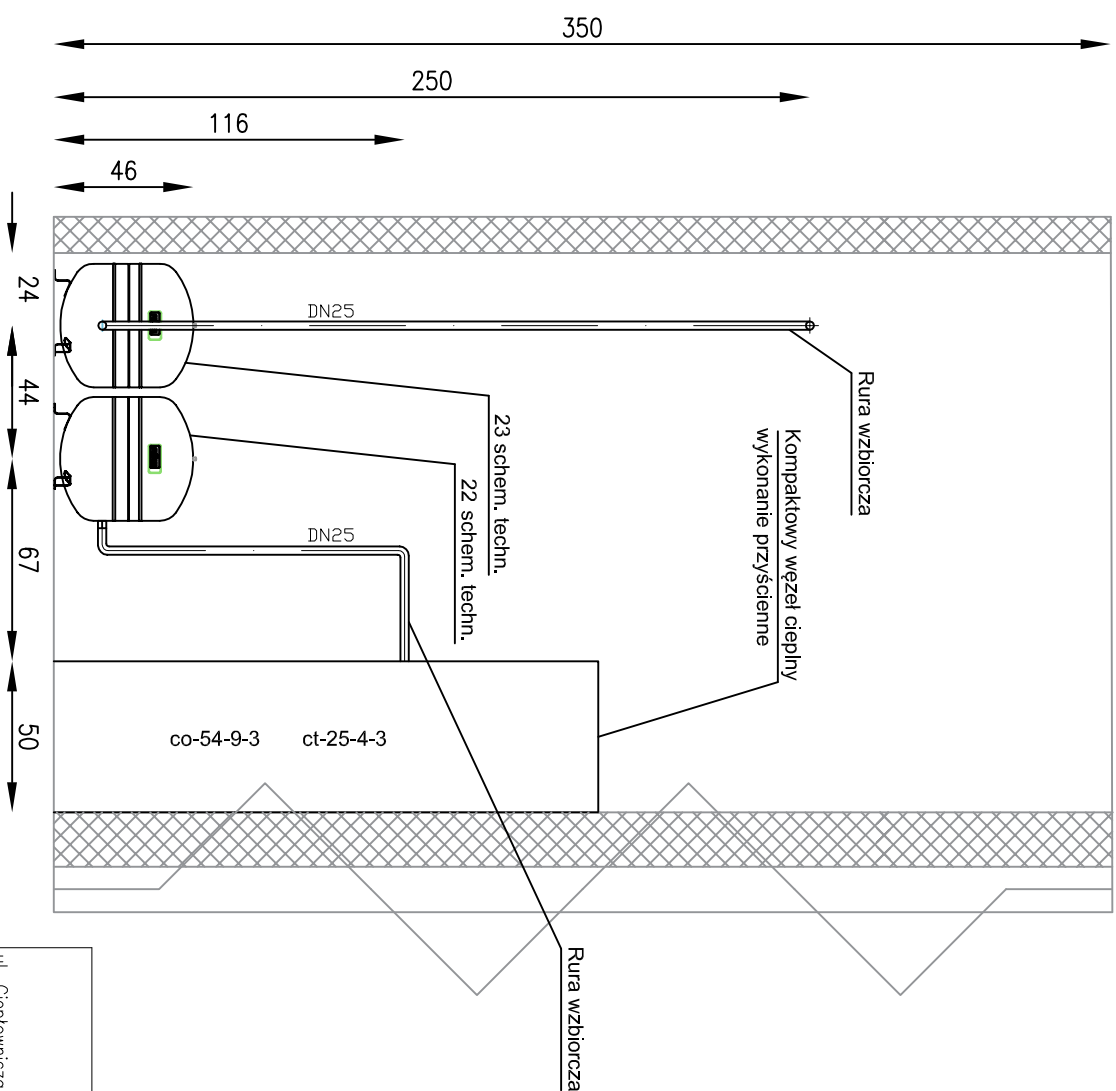 350
250
116
46
24
44
67
50
DN25
DN25
Rura wzbiorcza
Kompaktowy węzeł cieplny
wykonanie przyścienne
23 schem. techn.
22 schem. techn.
co-54-9-3
ct-25-4-3
Rura wzbiorcza